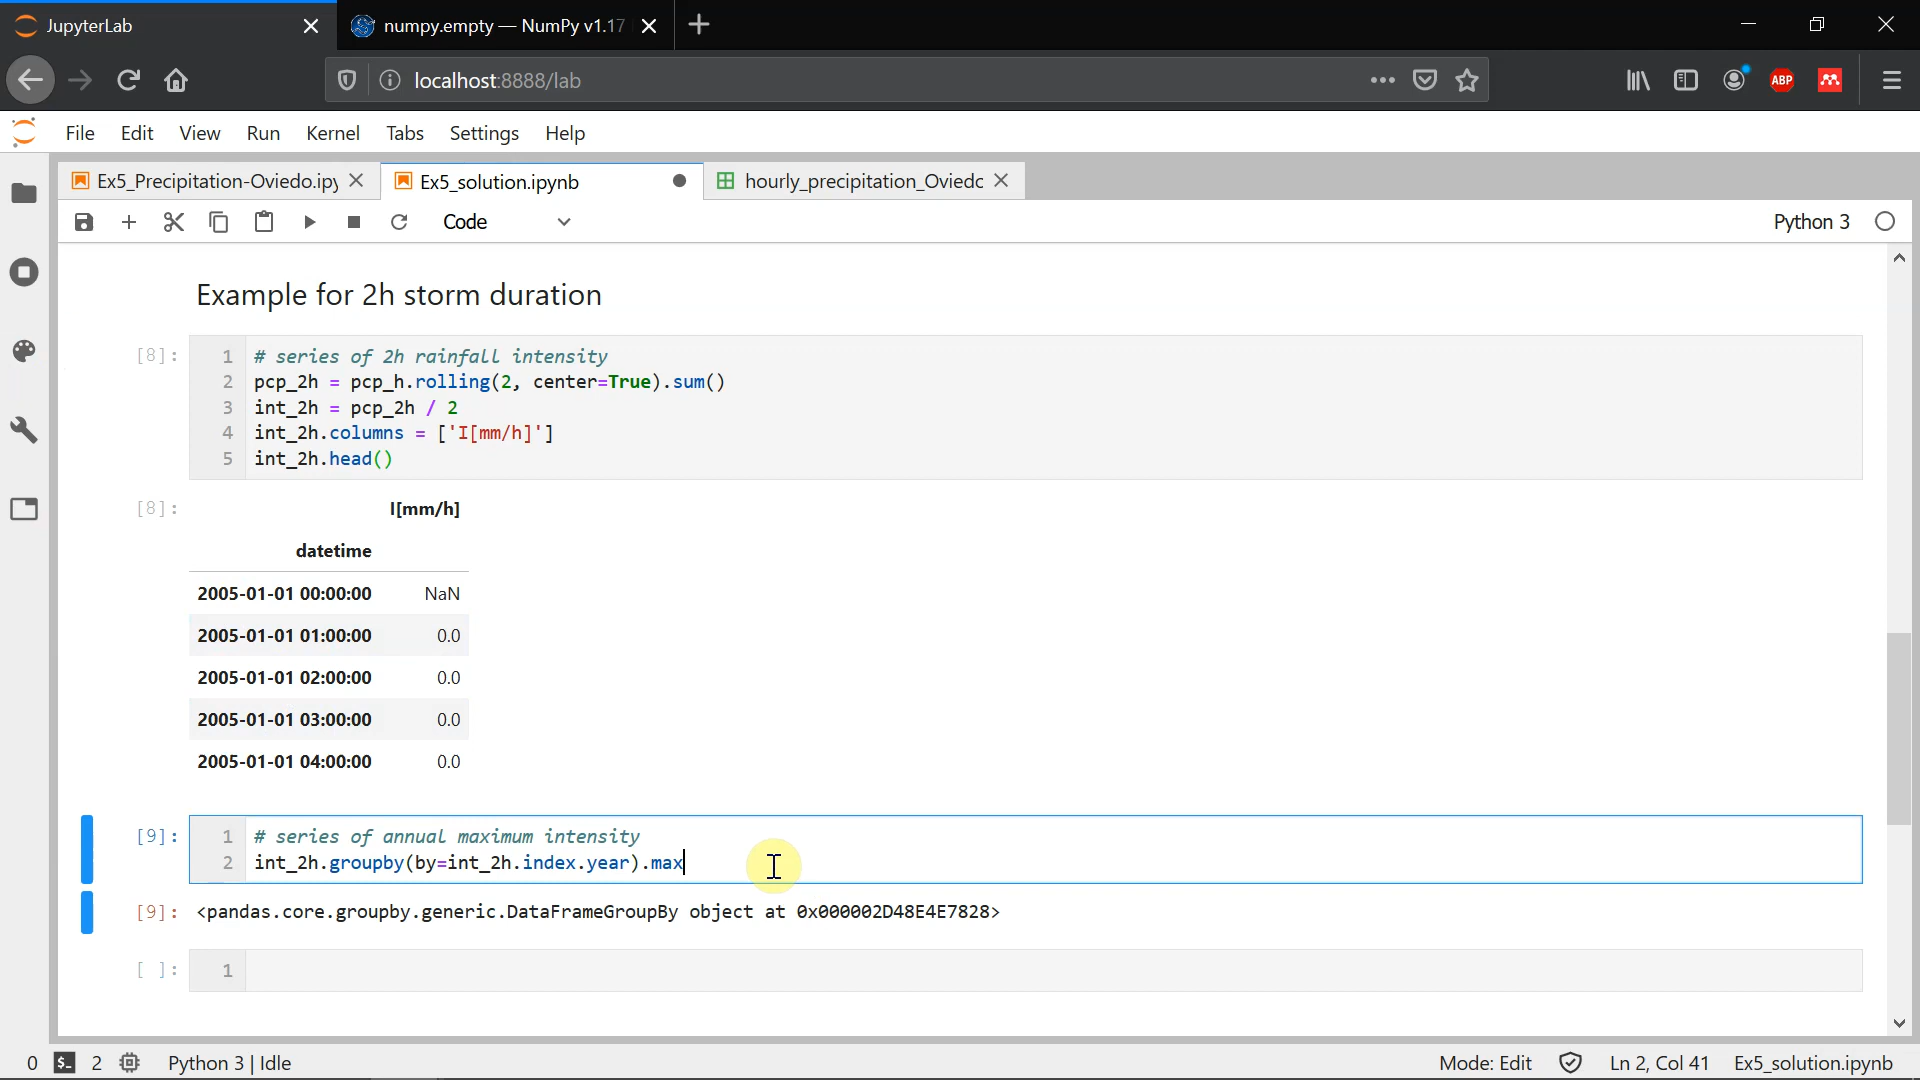 JupyterLab
numpy.empty — NumPy v1.17
localhost:8888/lab
ABP
File Edit View Run Kernel Tabs Settings Help
Ex5_Precipitation-Oviedo.ipy
Ex5_solution.ipynb
hourly_precipitation_Oviedo
Code
Python 3
Example for 2h storm duration
[8]:
1 # series of 2h rainfall intensity
2 pcp_2h = pcp_h.rolling(2, center=True).sum()
3 int_2h = pcp_2h / 2
4 int_2h.columns = ['I[mm/h]']
5 int_2h.head()
[8]:
I[mm/h]
datetime
2005-01-01 00:00:00 NaN
2005-01-01 01:00:00 0.0
2005-01-01 02:00:00 0.0
2005-01-01 03:00:00 0.0
2005-01-01 04:00:00 0.0
[9]:
1 # series of annual maximum intensity
2 int_2h.groupby(by=int_2h.index.year).max
[9]: <pandas.core.groupby.generic.DataFrameGroupBy object at 0x000002D48E4E7828>
[ ]: 1
0 $_ 2 Python 3 | Idle Mode: Edit Ln 2, Col 41 Ex5_solution.ipynb